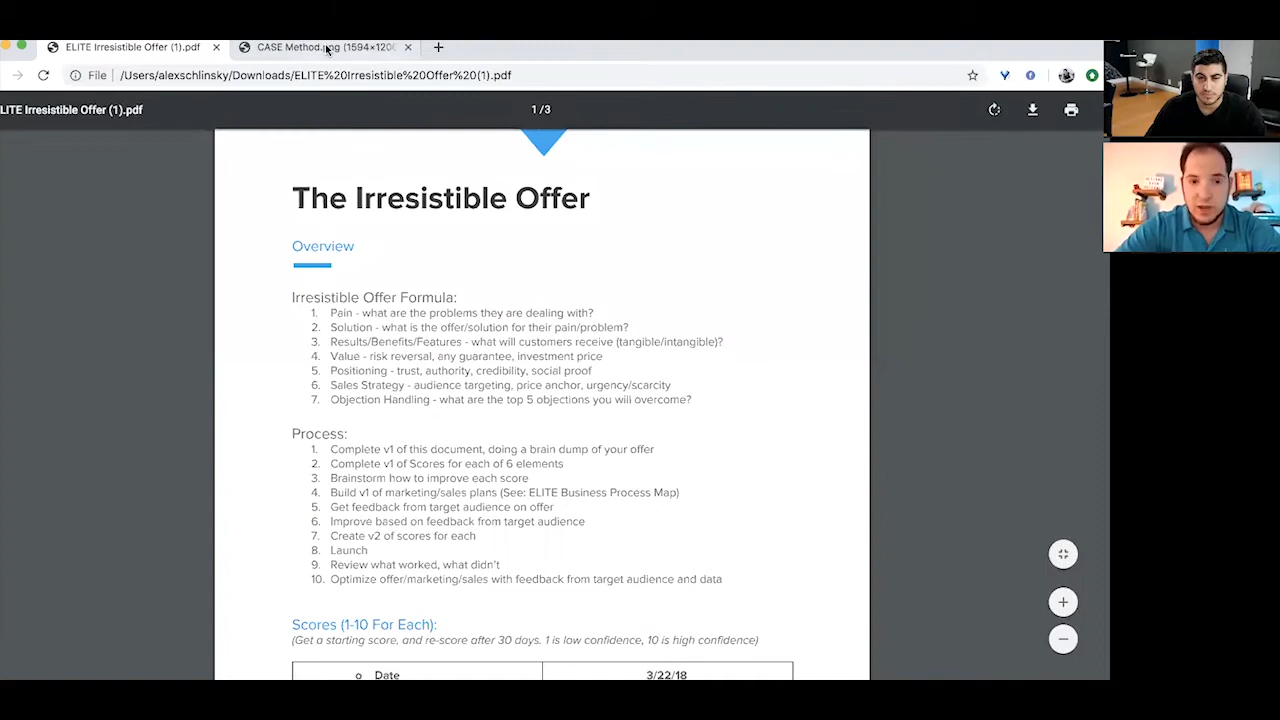 ELITE Irresistible Offer (1).pdf
CASE Method.png (1594×120
File
/Users/alexschlinsky/Downloads/ELITE%20Irresistible%20Offer%20(1).pdf
LITE Irresistible Offer (1).pdf
1/3
The Irresistible Offer
Overview
Irresistible Offer Formula:
1. Pain - what are the problems they are dealing with?
2. Solution - what is the offer/solution for their pain/problem?
3. Results/Benefits/Features - what will customers receive (tangible/intangible)?
4. Value - risk reversal, any guarantee, investment price
5. Positioning - trust, authority, credibility, social proof
6. Sales Strategy - audience targeting, price anchor, urgency/scarcity
7. Objection Handling - what are the top 5 objections you will overcome?
Process:
1. Complete v1 of this document, doing a brain dump of your offer
2. Complete v1 of Scores for each of 6 elements
3. Brainstorm how to improve each score
4. Build v1 of marketing/sales plans (See: ELITE Business Process Map)
5. Get feedback from target audience on offer
6. Improve based on feedback from target audience
7. Create v2 of scores for each
8. Launch
9. Review what worked, what didn't
10. Optimize offer/marketing/sales with feedback from target audience and data
Scores (1-10 For Each):
(Get a starting score, and re-score after 30 days. 1 is low confidence, 10 is high confidence)
o Date
3/22/18